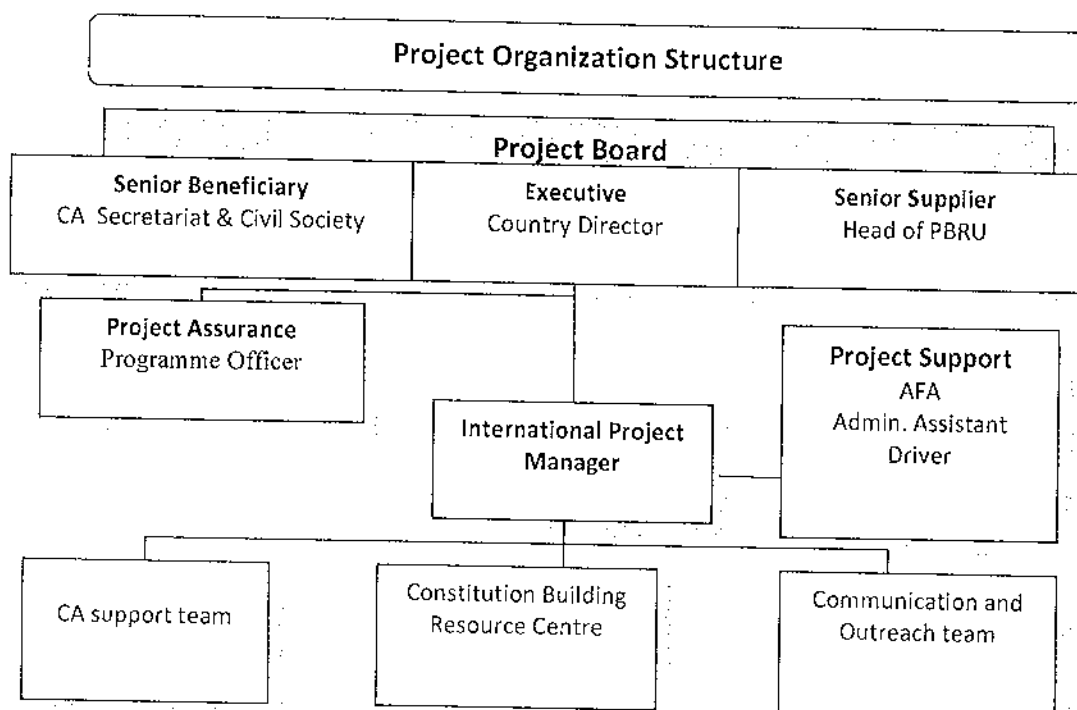 Project Organization Structure
Project Board
Senior Beneficiary
CA Secretariat & Civil Society
Executive
Country Director
Senior Supplier
Head of PBRU
Project Assurance
Programme Officer
Project Support
AFA
Admin. Assistant
Driver
International Project
Manager
CA support team
Constitution Building
Resource Centre
Communication and
Outreach team